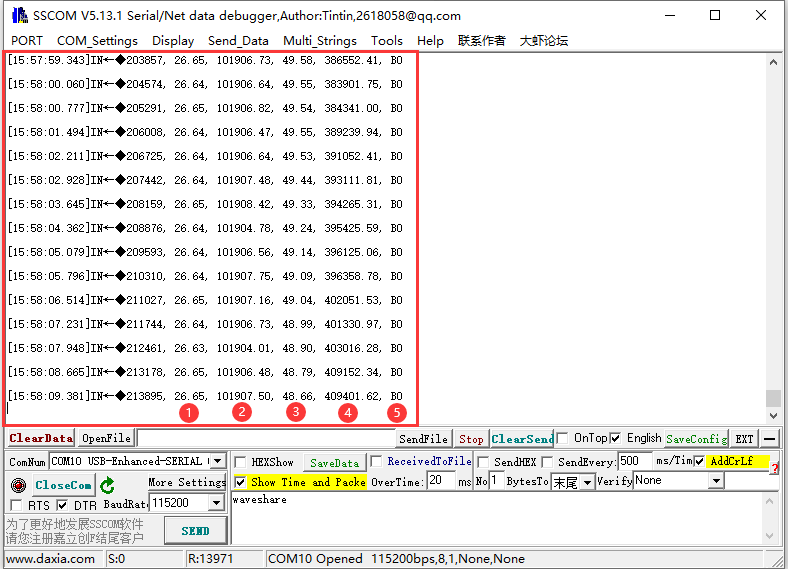 SSCOM V5.13.1 Serial/Net data debugger,Author:Tintin,2618058@qq.com
PORT COM_Settings Display Send_Data Multi_Strings Tools Help 联系作者 大虾论坛
[15:57:59.343]IN←◆203857, 26.65, 101906.73, 49.58, 386552.41, B0
[15:58:00.060]IN←◆204574, 26.64, 101906.64, 49.55, 383901.75, B0
[15:58:00.777]IN←◆205291, 26.65, 101906.82, 49.54, 384341.00, B0
[15:58:01.494]IN←◆206008, 26.64, 101906.47, 49.55, 389239.94, B0
[15:58:02.211]IN←◆206725, 26.65, 101906.64, 49.53, 391052.41, B0
[15:58:02.928]IN←◆207442, 26.64, 101907.48, 49.44, 393111.81, B0
[15:58:03.645]IN←◆208159, 26.65, 101908.42, 49.33, 394265.31, B0
[15:58:04.362]IN←◆208876, 26.64, 101904.78, 49.24, 395425.59, B0
[15:58:05.079]IN←◆209593, 26.64, 101906.56, 49.14, 396125.06, B0
[15:58:05.796]IN←◆210310, 26.64, 101907.75, 49.09, 396358.78, B0
[15:58:06.514]IN←◆211027, 26.65, 101907.16, 49.04, 402051.53, B0
[15:58:07.231]IN←◆211744, 26.64, 101906.73, 48.99, 401330.97, B0
[15:58:07.948]IN←◆212461, 26.63, 101904.01, 48.90, 403016.28, B0
[15:58:08.665]IN←◆213178, 26.65, 101906.48, 48.79, 409152.34, B0
[15:58:09.381]IN←◆213895, 26.65, 101907.50, 48.66, 409401.62, B0
1 2 3 4 5
ClearData OpenFile SendFile Stop ClearSend OnTop English SaveConfig EXT —
ComNum COM10 USB-Enhanced-SERIAL HEXShow SaveData ReceivedToFile SendHEX SendEvery: 500 ms/Tim AddCrLf
CloseCom More Settings Show Time and Packe OverTime: 20 ms No 1 BytesTo 末尾 Verify None
RTS DTR BaudRat 115200 waveshare
为了更好地发展SSCOM软件
请您注册嘉立创F结尾客户
SEND
www.daxia.com S:0 R:13971 COM10 Opened 115200bps,8,1,None,None